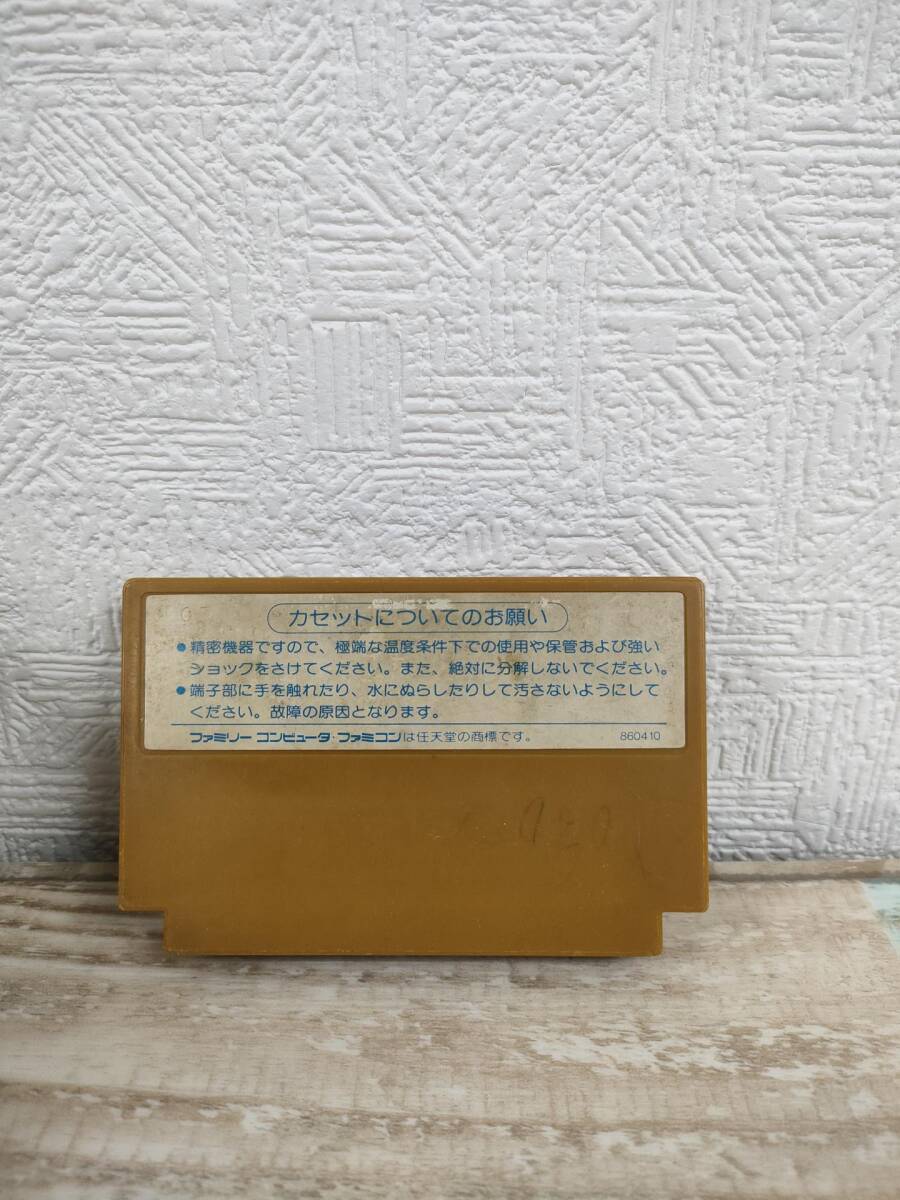 カセットについてのお願い
●精密機器ですので、極端な温度条件下での使用や保管および強い
ショックをさけてください。また、絶対に分解しないでください。
●端子部に手を触れたり、水にぬらしたりして汚さないようにして
ください。故障の原因となります。
ファミリー コンピュータ・ファミコンは任天堂の商標です。 860410